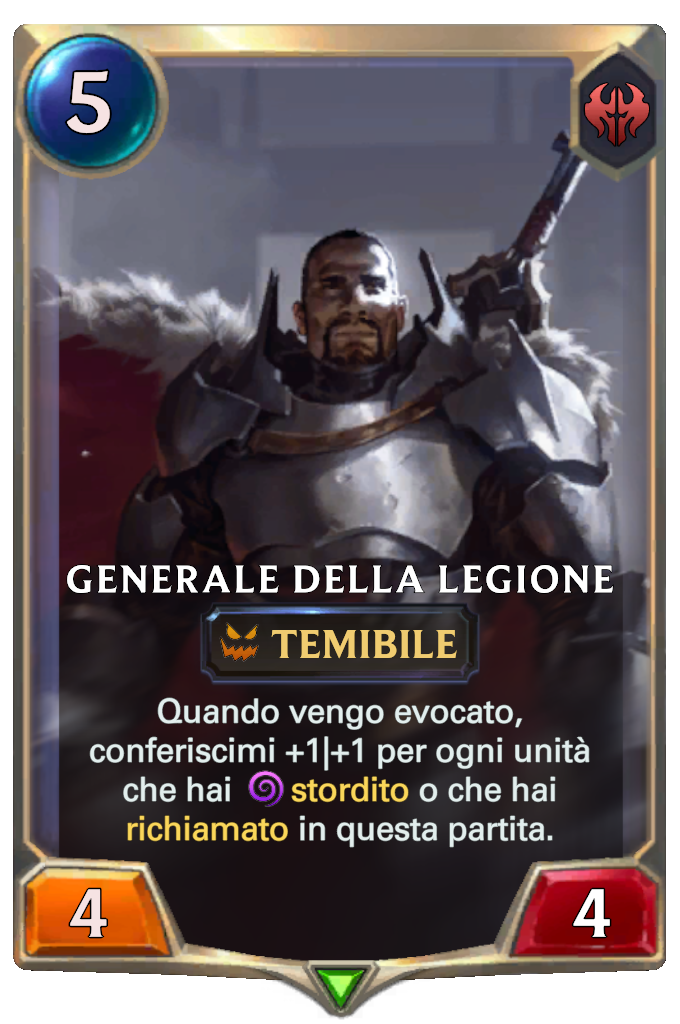 5
GENERALE DELLA LEGIONE
TEMIBILE
Quando vengo evocato,
conferiscimi +1|+1 per ogni unità
che hai stordito o che hai
richiamato in questa partita.
4 4